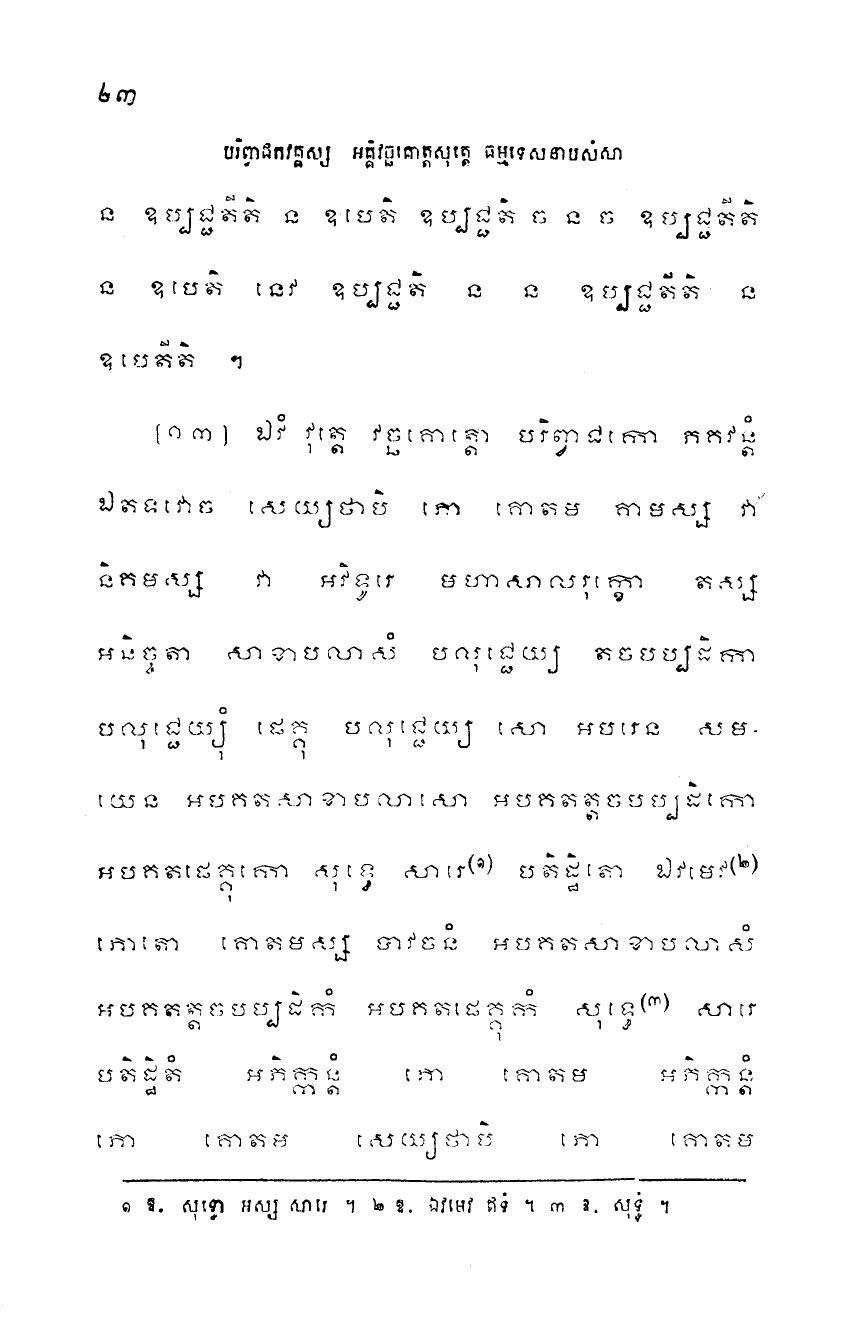 ២៣
បរិព្វាជកវគ្គស្ស អគ្គិវច្ឆគោត្តសុត្តេ ធម្មទេសនាបសំសា
ន ឧប្បជ្ជតីតិ ន ឧបេតិ ឧប្បជ្ជតិ ច ន ច ឧប្បជ្ជតីតិ
ន ឧបេតិ នេវ ឧប្បជ្ជតិ ន ន ឧប្បជ្ជតីតិ ន
ឧបេតីតិ ។
[១៣] ឯវំ វុត្តេ វច្ឆគោត្តោ បរិព្វាជកោ ភគវន្តំ
ឯតទវោច សេយ្យថាបិ ភោ គោតម គាមស្ស វា
និគមស្ស វា អវិទូរេ មហាសាលរុក្ខោ តស្ស
អនិច្ចតា សាខាបលាសំ បលុជ្ជេយ្យ តចបប្បដិកា
បលុជ្ជេយ្យុំ ផេគ្គុ បលុជ្ជេយ្យ សោ អបរេន សម-
យេន អបគតសាខាបលាសោ អបគតត្តចបប្បដិកោ
អបគតផេគ្គុកោ សុទ្ធេ សារេ(១) បតិដ្ឋិតោ ឯវមេវ(២)
ភោតោ គោតមស្ស បាវចនំ អបគតសាខាបលាសំ
អបគតត្តចបប្បដិកំ អបគតផេគ្គុកំ សុទ្ធេ(៣) សារេ
បតិដ្ឋិតំ អភិក្កន្តំ ភោ គោតម អភិក្កន្តំ
ភោ គោតម សេយ្យថាបិ ភោ គោតម
១ ឱ. សុទ្ធោ អស្ស សារេ ។ ២ ឱ. ឯវមេវ ឥទំ ។ ៣ ឱ. សុទ្ធំ ។